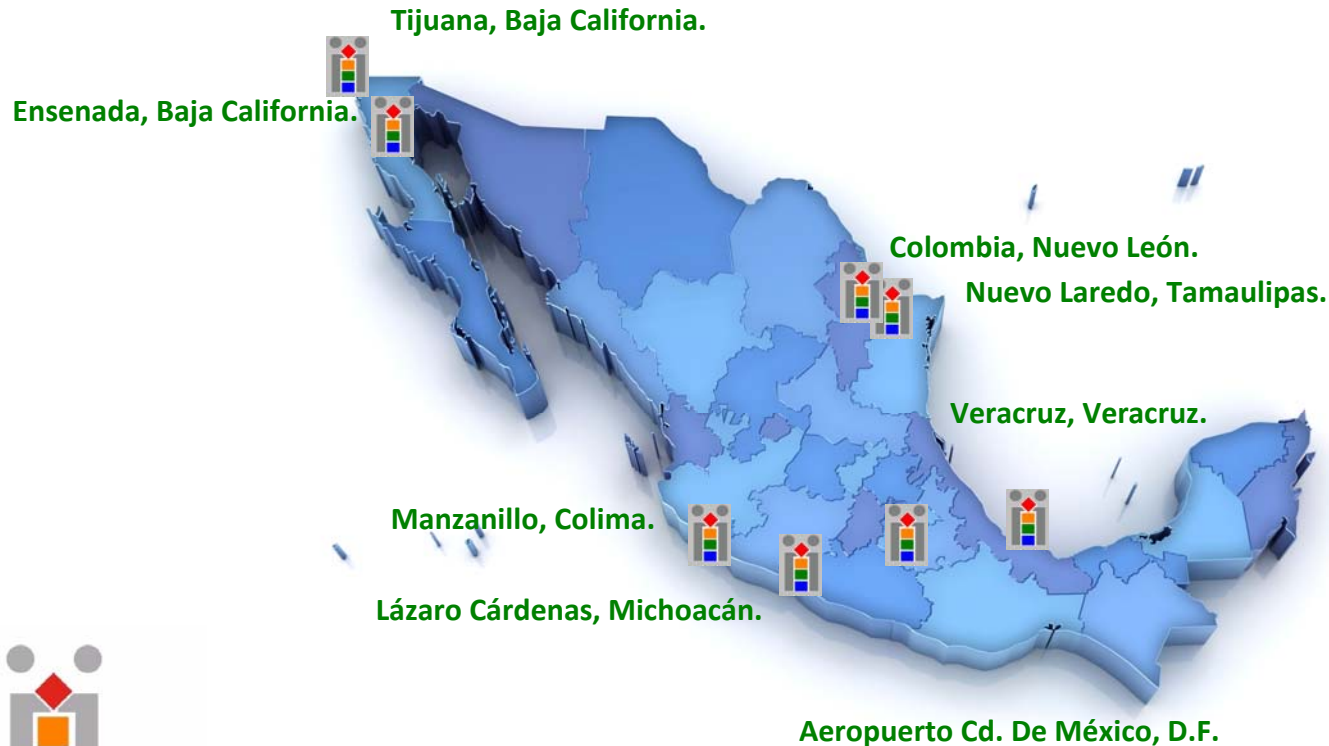 Tijuana, Baja California.
Ensenada, Baja California.
Colombia, Nuevo León.
Nuevo Laredo, Tamaulipas.
Veracruz, Veracruz.
Manzanillo, Colima.
Lázaro Cárdenas, Michoacán.
Aeropuerto Cd. De México, D.F.